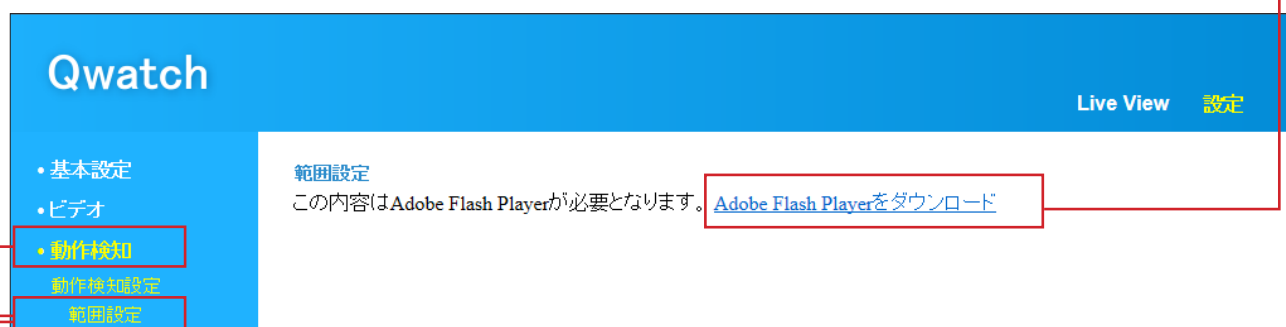 Qwatch
Live View 設定
・基本設定
・ビデオ
・動作検知
動作検知設定
範囲設定
範囲設定
この内容はAdobe Flash Playerが必要となります。Adobe Flash Playerをダウンロード